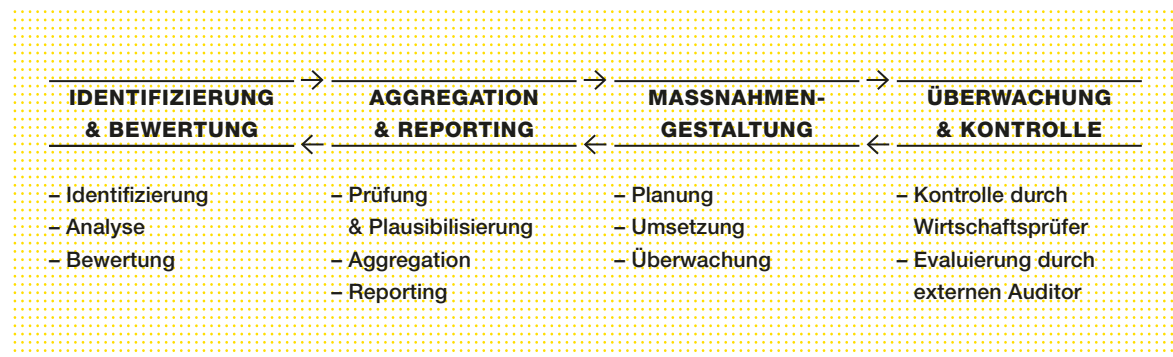 IDENTIFIZIERUNG
& BEWERTUNG
– Identifizierung
– Analyse
– Bewertung
AGGREGATION
& REPORTING
– Prüfung
& Plausibilisierung
– Aggregation
– Reporting
MASSNAHMEN-
GESTALTUNG
– Planung
– Umsetzung
– Überwachung
ÜBERWACHUNG
& KONTROLLE
– Kontrolle durch
Wirtschaftsprüfer
– Evaluierung durch
externen Auditor